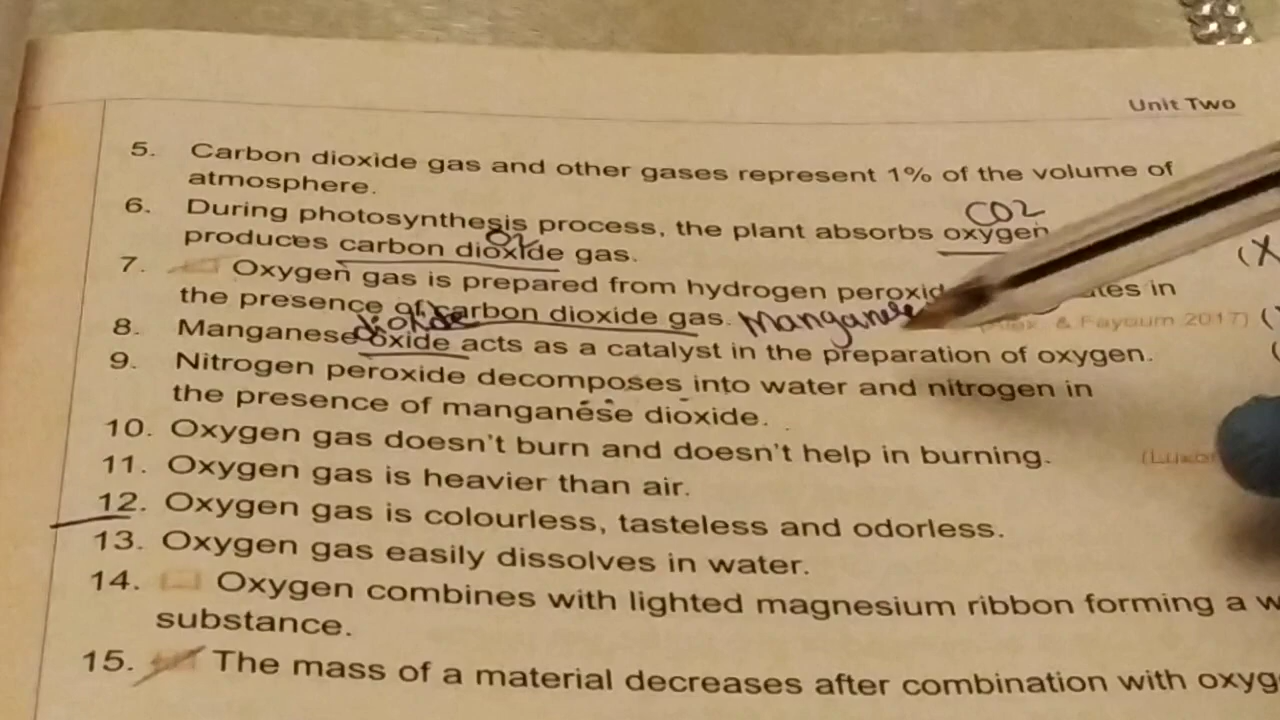 Unit Two
5. Carbon dioxide gas and other gases represent 1% of the volume of
atmosphere.
CO2
6. During photosynthesis process, the plant absorbs oxygen
O2
produces carbon dioxide gas.
7. Oxygen gas is prepared from hydrogen in
the presence of carbon dioxide gas. Manganese
& Fayoum 2017)
(X
dioxide
8. Manganese oxide acts as a catalyst in the preparation of oxygen.
9. Nitrogen peroxide decomposes into water and nitrogen in
the presence of manganese dioxide.
10. Oxygen gas doesn't burn and doesn't help in burning.
11. Oxygen gas is heavier than air.
12. Oxygen gas is colourless, tasteless and odorless.
13. Oxygen gas easily dissolves in water.
14. Oxygen combines with lighted magnesium ribbon forming a
substance.
15. The mass of a material decreases after combination with